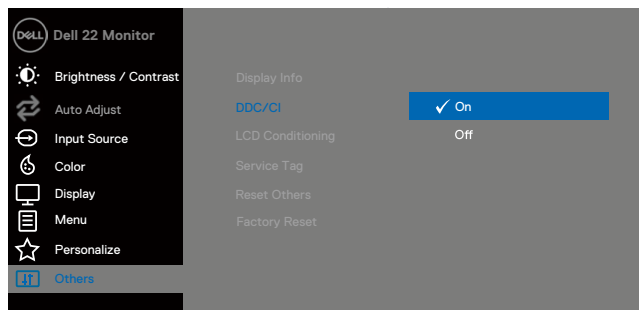 DELL Dell 22 Monitor
Brightness / Contrast
Auto Adjust
Input Source
Color
Display
Menu
Personalize
Others
Display Info
DDC/CI
LCD Conditioning
Service Tag
Reset Others
Factory Reset
On
Off